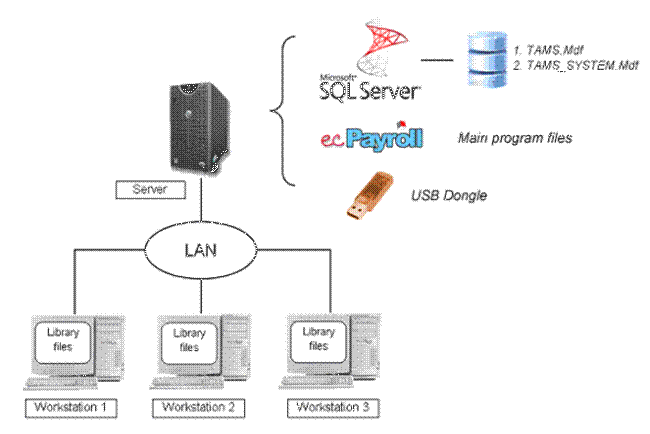 1. TAMS.Mdf
2. TAMS_SYSTEM.Mdf
Microsoft®
SQL Server®
ecPayroll
Main program files
USB Dongle
Server
LAN
Library
files
Library
files
Library
files
Workstation 1
Workstation 2
Workstation 3